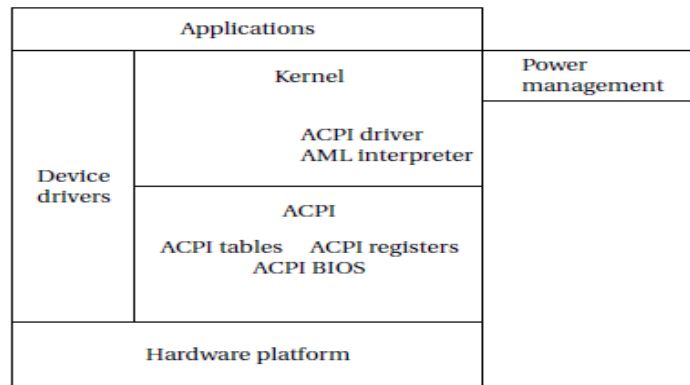 Applications
Kernel
Power
management
ACPI driver
AML interpreter
Device
drivers
ACPI
ACPI tables ACPI registers
ACPI BIOS
Hardware platform